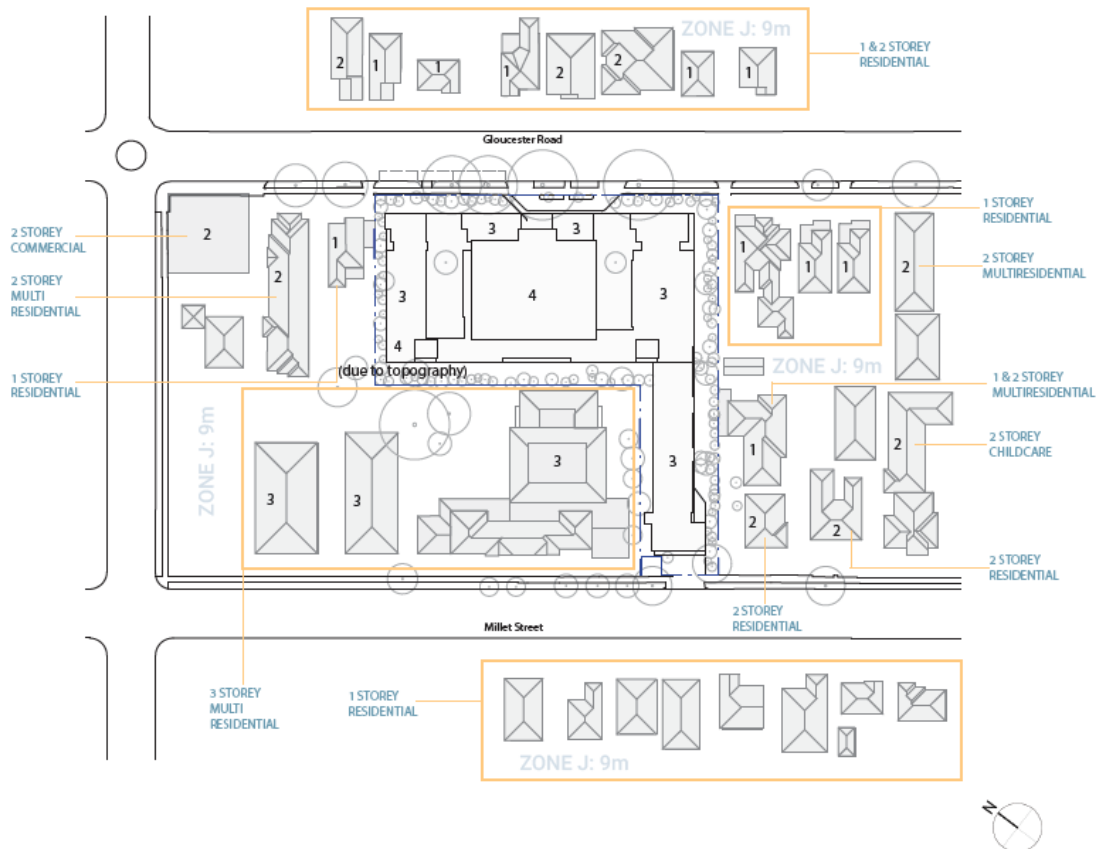 ZONE J: 9m
1 & 2 STOREY
RESIDENTIAL
2
1
1
1
2
2
1
1
Gloucester Road
2 STOREY
COMMERCIAL
2
2 STOREY
MULTI
RESIDENTIAL
2
1
1 STOREY
RESIDENTIAL
3
3
3
4
3
4
(due to topography)
1 STOREY
RESIDENTIAL
1
1
1
2
2 STOREY
MULTIRESIDENTIAL
ZONE J: 9m
1 & 2 STOREY
MULTIRESIDENTIAL
1
2
2 STOREY
CHILDCARE
ZONE J: 9m
3
3
3
3
2
2
2 STOREY
RESIDENTIAL
2 STOREY
RESIDENTIAL
Millet Street
3 STOREY
MULTI
RESIDENTIAL
1 STOREY
RESIDENTIAL
ZONE J: 9m
N